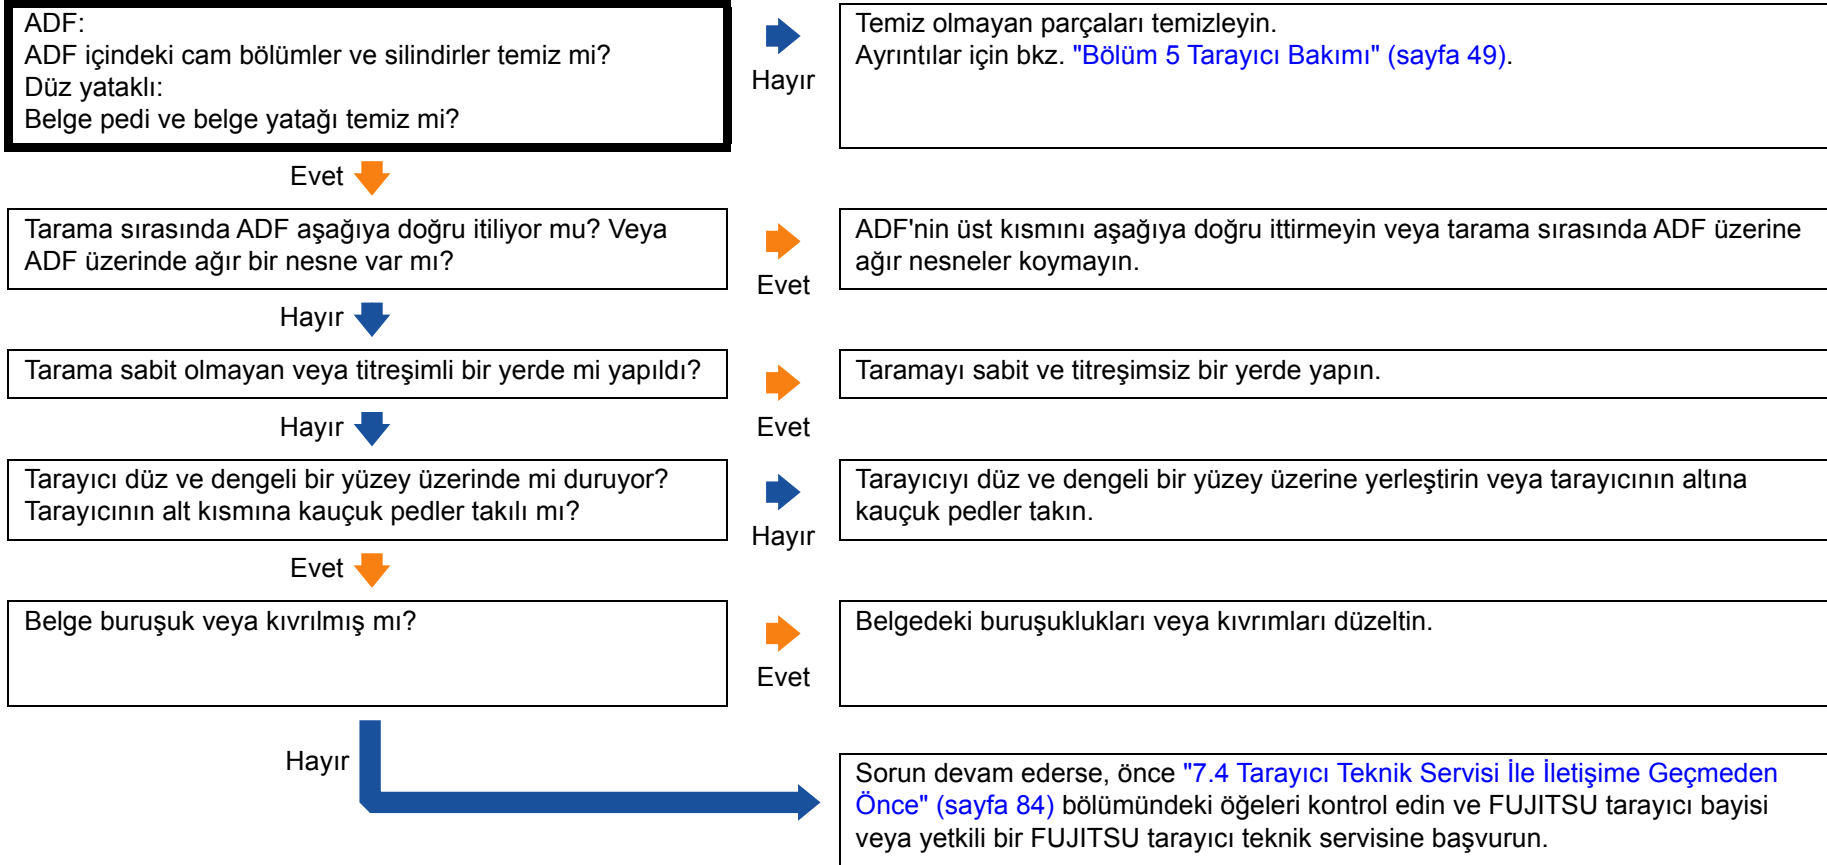 ADF:
ADF içindeki cam bölümler ve silindirler temiz mi?
Düz yataklı:
Belge pedi ve belge yatağı temiz mi?
Hayır
Temiz olmayan parçaları temizleyin.
Ayrıntılar için bkz. "Bölüm 5 Tarayıcı Bakımı" (sayfa 49).
Evet
Tarama sırasında ADF aşağıya doğru itiliyor mu? Veya
ADF üzerinde ağır bir nesne var mı?
Evet
ADF'nin üst kısmını aşağıya doğru ittirmeyin veya tarama sırasında ADF üzerine
ağır nesneler koymayın.
Hayır
Tarama sabit olmayan veya titreşimli bir yerde mi yapıldı?
Evet
Taramayı sabit ve titreşimsiz bir yerde yapın.
Hayır
Tarayıcı düz ve dengeli bir yüzey üzerinde mi duruyor?
Tarayıcının alt kısmına kauçuk pedler takılı mı?
Hayır
Tarayıcıyı düz ve dengeli bir yüzey üzerine yerleştirin veya tarayıcının altına
kauçuk pedler takın.
Evet
Belge buruşuk veya kıvrılmış mı?
Evet
Belgedeki buruşuklukları veya kıvrımları düzeltin.
Hayır
Sorun devam ederse, önce "7.4 Tarayıcı Teknik Servisi İle İletişime Geçmeden
Önce" (sayfa 84) bölümündeki öğeleri kontrol edin ve FUJITSU tarayıcı bayisi
veya yetkili bir FUJITSU tarayıcı teknik servisine başvurun.